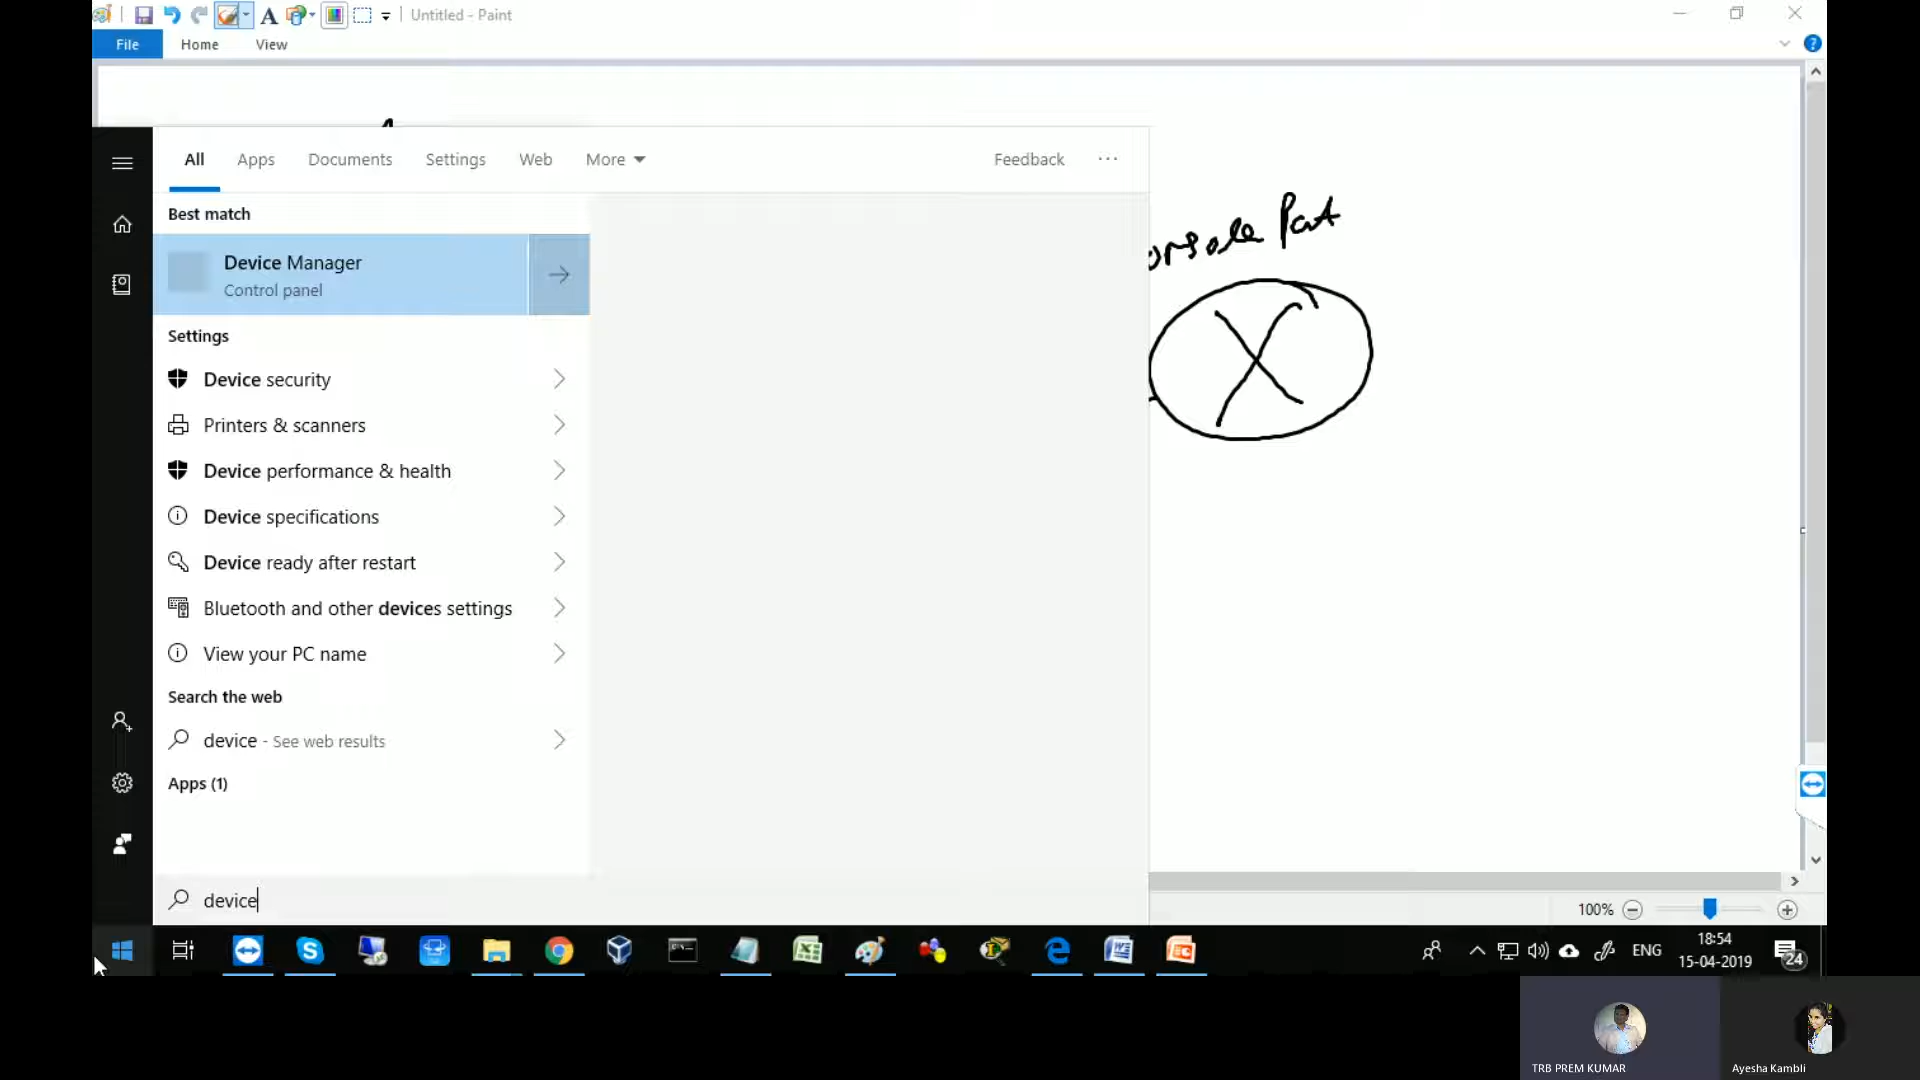 Untitled - Paint
File Home View
All Apps Documents Settings Web More Feedback
Best match
Device Manager
Control panel
Settings
Device security
Printers & scanners
Device performance & health
Device specifications
Device ready after restart
Bluetooth and other devices settings
View your PC name
Search the web
device - See web results
Apps (1)
device
onsole Port
100%
ENG
18:54
15-04-2019
24
TRB PREM KUMAR
Ayesha Kambli